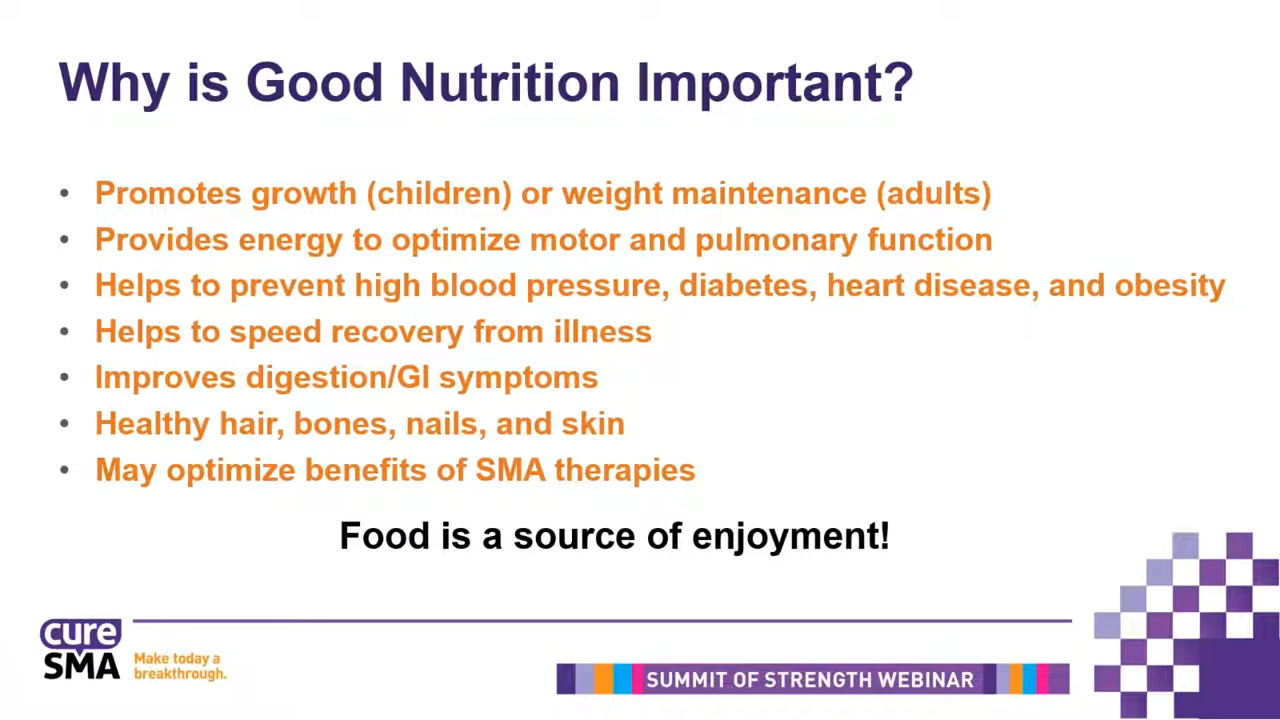 Why is Good Nutrition Important?
• Promotes growth (children) or weight maintenance (adults)
• Provides energy to optimize motor and pulmonary function
• Helps to prevent high blood pressure, diabetes, heart disease, and obesity
• Helps to speed recovery from illness
• Improves digestion/GI symptoms
• Healthy hair, bones, nails, and skin
• May optimize benefits of SMA therapies
Food is a source of enjoyment!
cure
SMA
Make today a
breakthrough.
SUMMIT OF STRENGTH WEBINAR